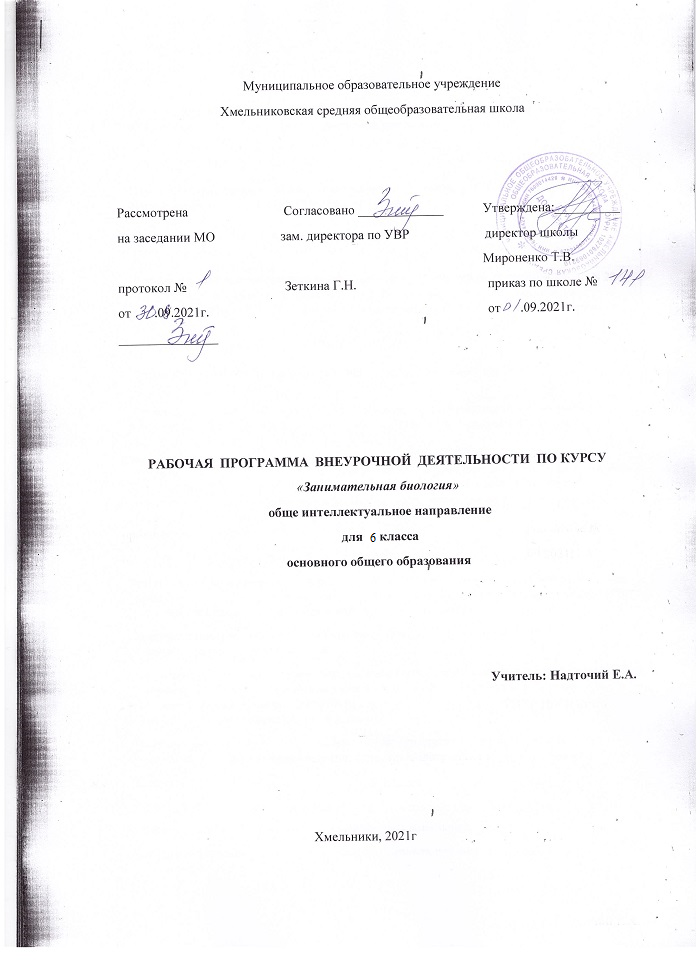 Муниципальное образовательное учреждение
Хмельниковская средняя общеобразовательная школа
Рассмотрена
на заседании МО
протокол № 1
от 30.8.09.2021г.
Согласовано
зам. директора по УВР
Зеткина Г.Н.
Утверждена:
директор школы
Мироненко Т.В.
приказ по школе №
от 01.09.2021г.
РАБОЧАЯ ПРОГРАММА ВНЕУРОЧНОЙ ДЕЯТЕЛЬНОСТИ ПО КУРСУ
«Занимательная биология»
обще интеллектуальное направление
для 6 класса
основного общего образования
Учитель: Надточий Е.А.
Хмельники, 2021г